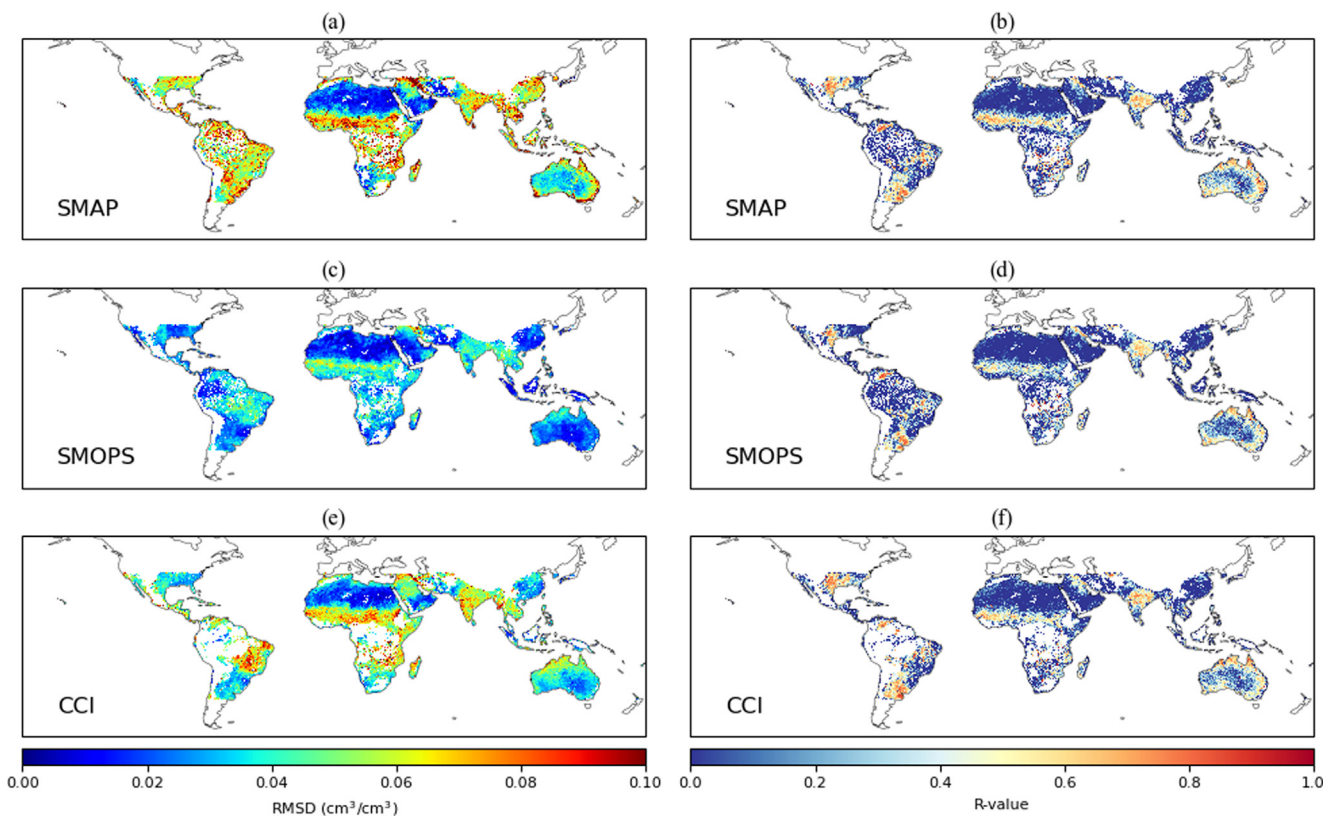 (a)
(b)
SMAP
SMAP
(c)
(d)
SMOPS
SMOPS
(e)
(f)
CCI
CCI
0.00 0.02 0.04 0.06 0.08 0.10
0.0 0.2 0.4 0.6 0.8 1.0
RMSD (cm³/cm³)
R-value